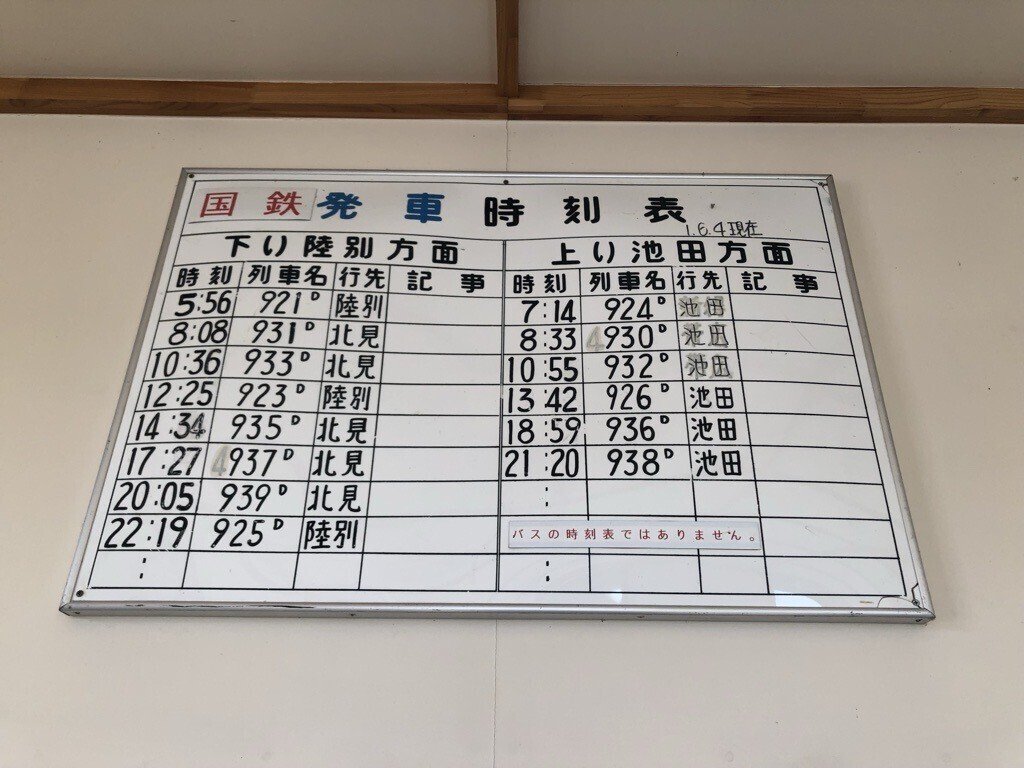 国鉄発車時刻表
1.6.4現在
下り陸別方面
時刻 列車名 行先 記事
5:56 921D 陸別
8:08 931D 北見
10:36 933D 北見
12:25 923D 陸別
14:34 935D 北見
17:27 4937D 北見
20:05 939D 北見
22:19 925D 陸別
:
上り池田方面
時刻 列車名 行先 記事
7:14 924D 池田
8:33 4930D 池田
10:55 932D 池田
13:42 926D 池田
18:59 936D 池田
21:20 938D 池田
:
バスの時刻表ではありません。
: